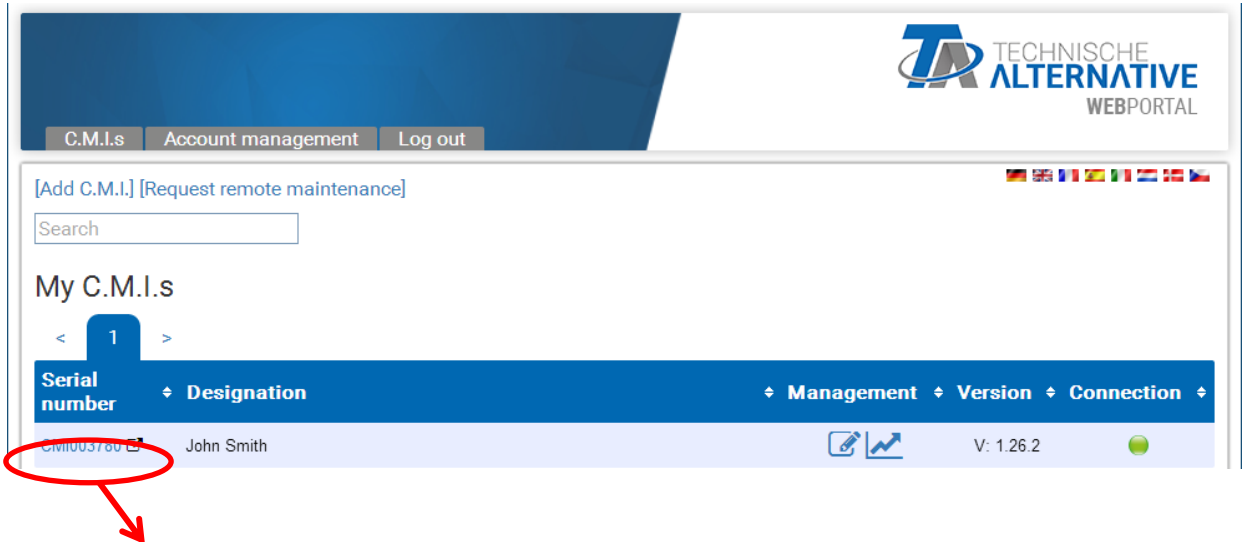 TECHNISCHE
ALTERNATIVE
WEBPORTAL
C.M.I.s Account management Log out
[Add C.M.I.] [Request remote maintenance]
Search
My C.M.I.s
< 1 >
Serial number Designation Management Version Connection
CMI003780 John Smith V: 1.26.2